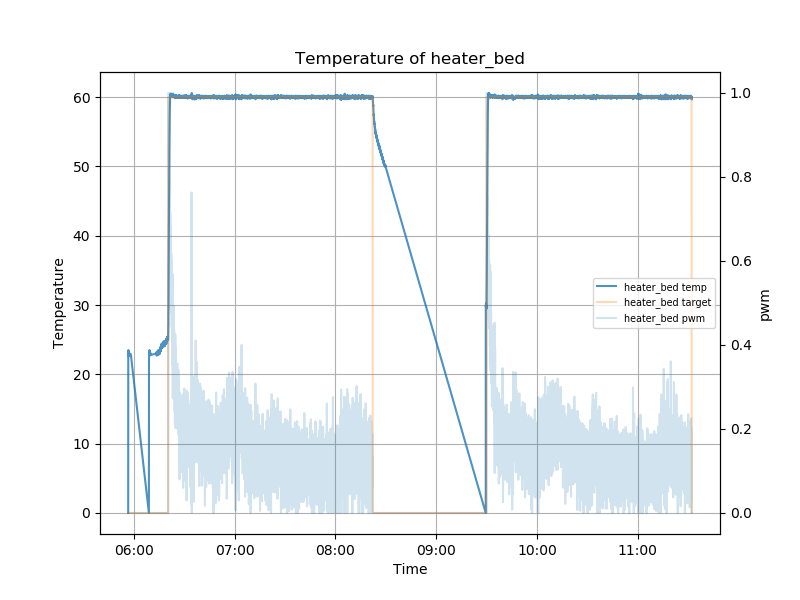 Temperature of heater_bed
60
50
40
30
20
10
0
Temperature
1.0
0.8
0.6
0.4
0.2
0.0
pwm
heater_bed temp
heater_bed target
heater_bed pwm
06:00 07:00 08:00 09:00 10:00 11:00
Time